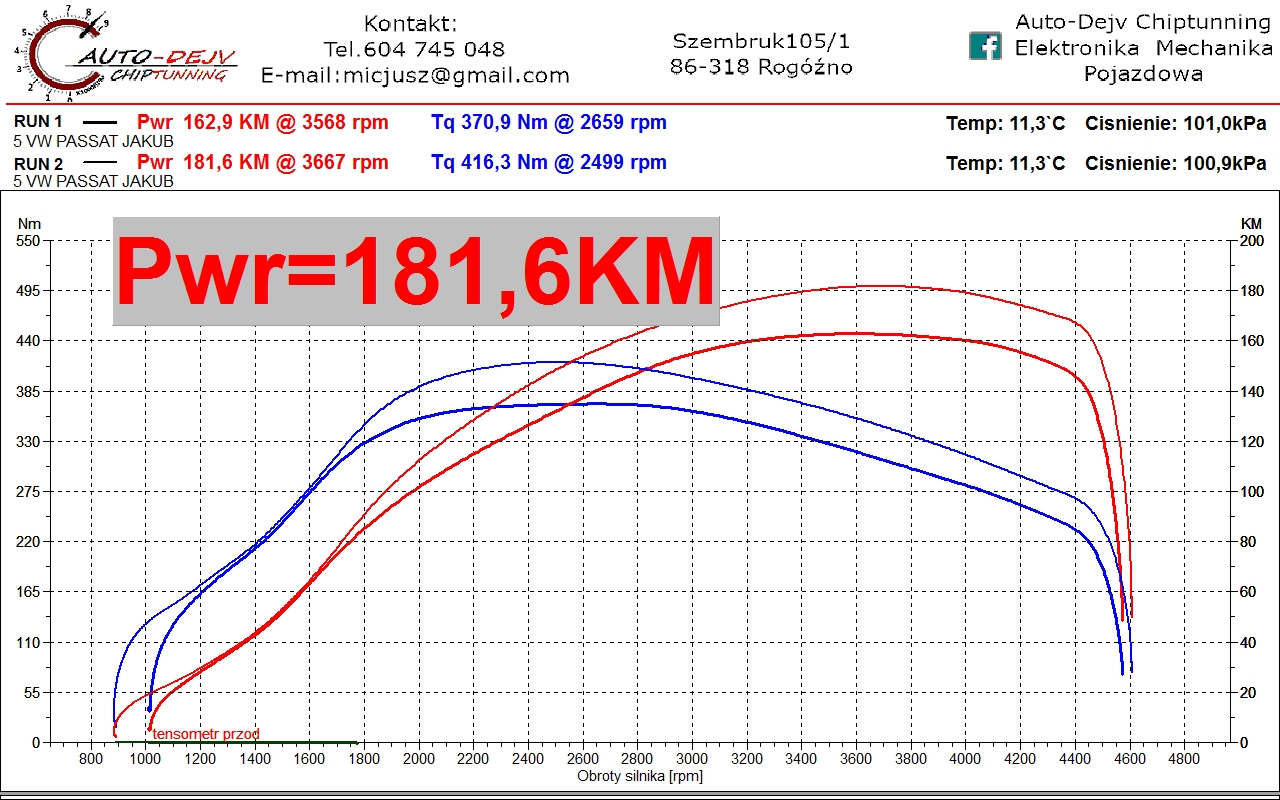 AUTO-DEJV
CHIPTUNNING
Kontakt:
Tel.604 745 048
E-mail:micjusz@gmail.com
Szembruk105/1
86-318 Rogóźno
Auto-Dejv Chiptunning
Elektronika Mechanika
Pojazdowa
RUN 1 Pwr 162,9 KM @ 3568 rpm Tq 370,9 Nm @ 2659 rpm Temp: 11,3`C Cisnienie: 101,0kPa
5 VW PASSAT JAKUB
RUN 2 Pwr 181,6 KM @ 3667 rpm Tq 416,3 Nm @ 2499 rpm Temp: 11,3`C Cisnienie: 100,9kPa
5 VW PASSAT JAKUB
Nm KM
Pwr=181,6KM
550 200
495 180
440 160
385 140
330 120
275 100
220 80
165 60
110 40
55 20
0 0
tensometr przod
800 1000 1200 1400 1600 1800 2000 2200 2400 2600 2800 3000 3200 3400 3600 3800 4000 4200 4400 4600 4800
Obroty silnika [rpm]